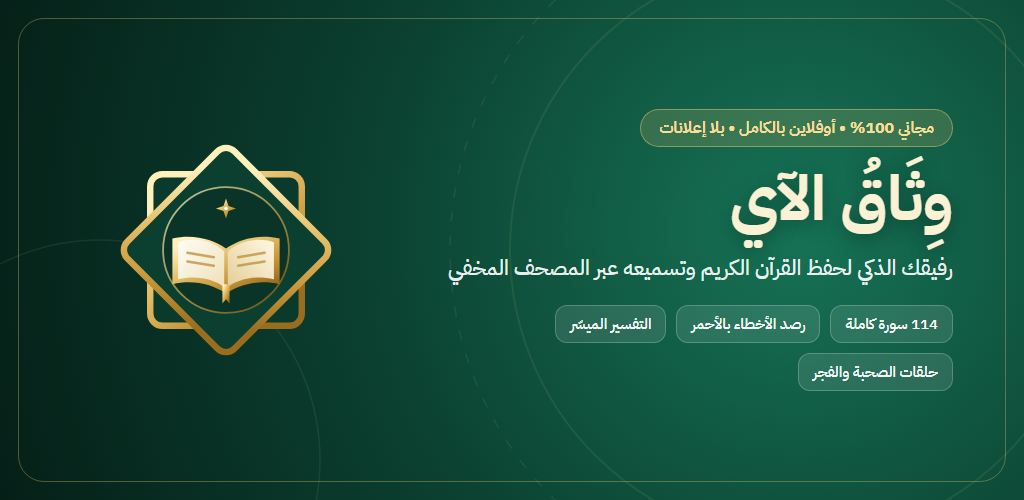 مجاني 100% • أوفلاين بالكامل • بلا إعلانات
وِثَاقُ الآي
رفيقك الذكي لحفظ القرآن الكريم وتسميعه عبر المصحف المخفي
114 سورة كاملة
رصد الأخطاء بالأحمر
التفسير الميسّر
حلقات الصحبة والفجر